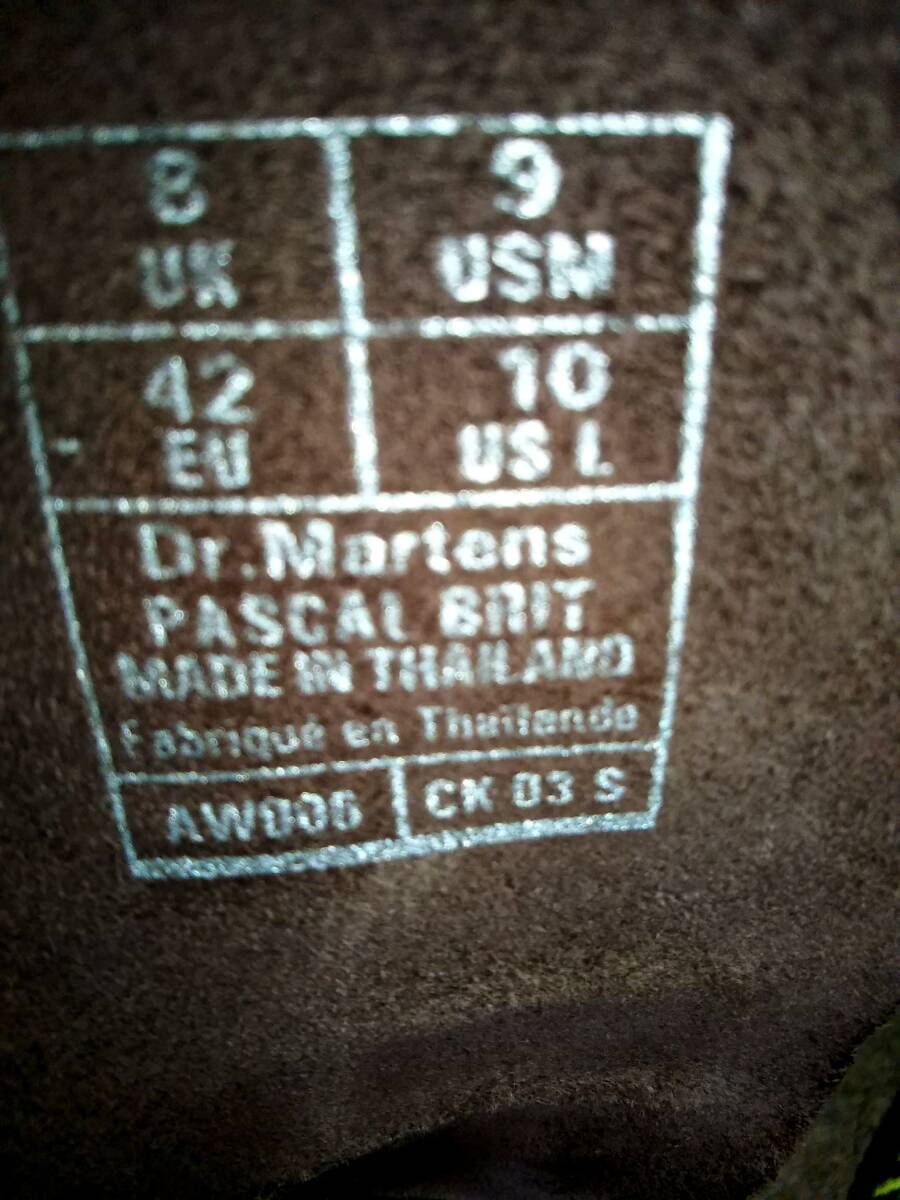 8 9
UK USM
42 10
EU US L
Dr.Martens
PASCAL BRIT
MADE IN THAILAND
Fabriqué en Thaïlande
AW006 CK 03 S